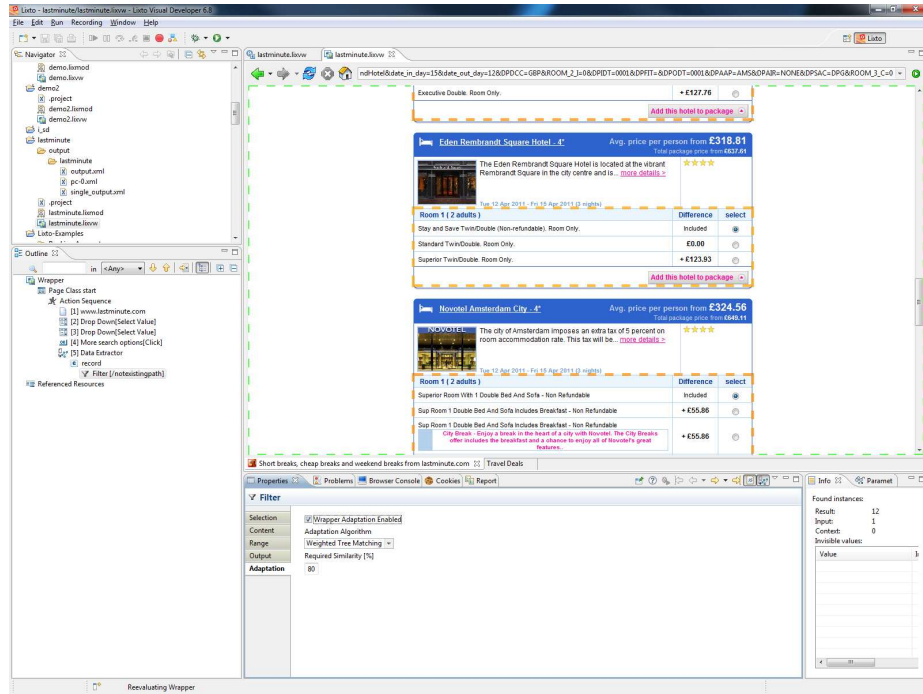 Lixto - lastminute/lastminute.lixvw - Lixto Visual Developer 6.8
File Edit Run Recording Window Help
Lixto
Navigator
demo.lixmod
demo.lixvw
demo2
.project
demo2.lixmod
demo2.lixvw
i_sd
lastminute
output
lastminute
output.xml
pc-0.xml
single_output.xml
.project
lastminute.lixmod
lastminute.lixvw
Lixto-Examples
Outline
in <Any>
Wrapper
Page Class start
Action Sequence
[1] www.lastminute.com
[2] Drop Down[Select Value]
[3] Drop Down[Select Value]
[4] More search options[Click]
[5] Data Extractor
record
Filter [/notexistingpath]
Referenced Resources
lastminute.lixvw lastminute.lixvw
ndHotel&date_in_day=15&date_out_day=12&DPDCC=GBP&ROOM_2_I=0&DPIDT=0001&DPFIT=&DPODT=0001&DPAAP=AMS&DPAIR=NONE&DPSAC=DPG&ROOM_3_C=0
Executive Double. Room Only. + £127.76
Add this hotel to package
Eden Rembrandt Square Hotel - 4* Avg. price per person from £318.81
Total package price from £637.61
The Eden Rembrandt Square Hotel is located at the vibrant
Rembrandt Square in the city centre and is... more details >
Tue 12 Apr 2011 - Fri 15 Apr 2011 (3 nights)
Room 1 ( 2 adults ) Difference select
Stay and Save Twin/Double (Non-refundable). Room Only. Included
Standard Twin/Double. Room Only. £0.00
Superior Twin/Double. Room Only. + £123.93
Add this hotel to package
Novotel Amsterdam City - 4* Avg. price per person from £324.56
Total package price from £649.11
NOVOTEL
The city of Amsterdam imposes an extra tax of 5 percent on
room accommodation rate. This tax will be... more details >
Tue 12 Apr 2011 - Fri 15 Apr 2011 (3 nights)
Room 1 ( 2 adults ) Difference select
Superior Room With 1 Double Bed And Sofa - Non Refundable Included
Sup Room 1 Double Bed And Sofa Includes Breakfast - Non Refundable + £55.86
Sup Room 1 Double Bed And Sofa Includes Breakfast - Non Refundable
City Break - Enjoy a break in the heart of a city with Novotel. The City Breaks
offer includes the breakfast and a chance to enjoy all of Novotel's great
features..
+ £55.86
Short breaks, cheap breaks and weekend breaks from lastminute.com Travel Deals
Properties Problems Browser Console Cookies Report
Filter
Selection
Content
Range
Output
Adaptation
Wrapper Adaptation Enabled
Adaptation Algorithm
Weighted Tree Matching
Required Similarity [%]
80
Info Paramet
Found instances:
Result: 12
Input: 1
Context: 0
Invisible values:
Value
Reevaluating Wrapper